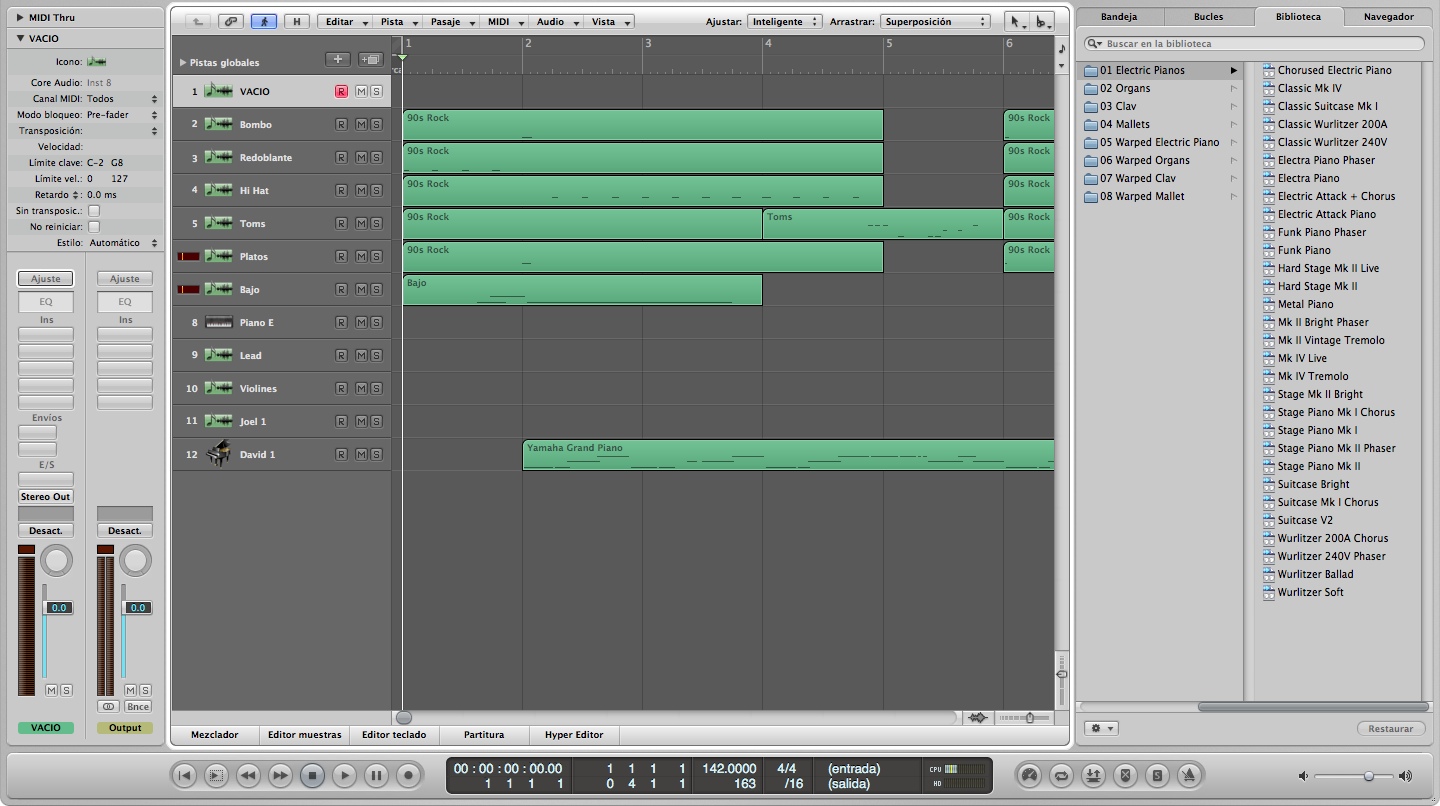 MIDI Thru
VACIO
Icono:
Core Audio: Inst 8
Canal MIDI: Todos
Modo bloqueo: Pre-fader
Transposición:
Velocidad:
Límite clave: C-2 G8
Límite vel.: 0 127
Retardo : 0.0 ms
Sin transposic.:
No reiniciar:
Estilo: Automático
Ajuste Ajuste
EQ EQ
Ins Ins
Envíos
E/S
Stereo Out
Desact. Desact.
0.0 0.0
M S M S
Bnce
VACIO Output
H Editar Pista Pasaje MIDI Audio Vista Ajustar: Inteligente Arrastrar: Superposición
Pistas globales
1 2 3 4 5 6
1 VACIO R M S
2 Bombo R M S
90s Rock 90s Rock
3 Redoblante R M S
90s Rock 90s Rock
4 Hi Hat R M S
90s Rock 90s Rock
5 Toms R M S
90s Rock Toms 90s Rock
Platos R M S
90s Rock 90s Rock
Bajo R M S
Bajo
8 Piano E R M S
9 Lead R M S
10 Violines R M S
11 Joel 1 R M S
12 David 1 R M S
Yamaha Grand Piano
Mezclador Editor muestras Editor teclado Partitura Hyper Editor
Bandeja Bucles Biblioteca Navegador
Buscar en la biblioteca
01 Electric Pianos
02 Organs
03 Clav
04 Mallets
05 Warped Electric Piano
06 Warped Organs
07 Warped Clav
08 Warped Mallet
Chorused Electric Piano
Classic Mk IV
Classic Suitcase Mk I
Classic Wurlitzer 200A
Classic Wurlitzer 240V
Electra Piano Phaser
Electra Piano
Electric Attack + Chorus
Electric Attack Piano
Funk Piano Phaser
Funk Piano
Hard Stage Mk II Live
Hard Stage Mk II
Metal Piano
Mk II Bright Phaser
Mk II Vintage Tremolo
Mk IV Live
Mk IV Tremolo
Stage Mk II Bright
Stage Piano Mk I Chorus
Stage Piano Mk I
Stage Piano Mk II Phaser
Stage Piano Mk II
Suitcase Bright
Suitcase Mk I Chorus
Suitcase V2
Wurlitzer 200A Chorus
Wurlitzer 240V Phaser
Wurlitzer Ballad
Wurlitzer Soft
Restaurar
00 : 00 : 00 : 00.00 1 1 1 1 142.0000 4/4 (entrada) CPU
1 1 1 1 0 4 1 1 163 /16 (salida) HD